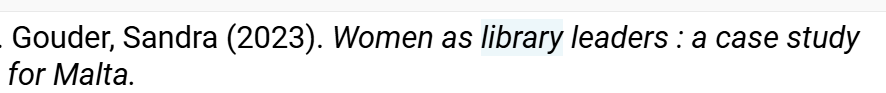 . Gouder, Sandra (2023). Women as library leaders : a case study
for Malta.